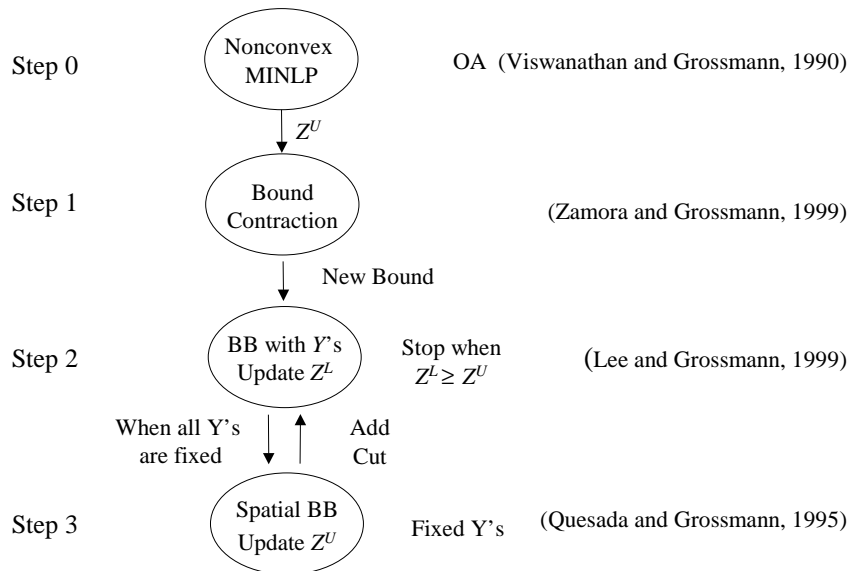 Step 0
Nonconvex
MINLP
OA (Viswanathan and Grossmann, 1990)
Z^U
Step 1
Bound
Contraction
(Zamora and Grossmann, 1999)
New Bound
Step 2
BB with Y's
Update Z^L
Stop when
Z^L ≥ Z^U
(Lee and Grossmann, 1999)
When all Y's
are fixed
Add
Cut
Step 3
Spatial BB
Update Z^U
Fixed Y's
(Quesada and Grossmann, 1995)